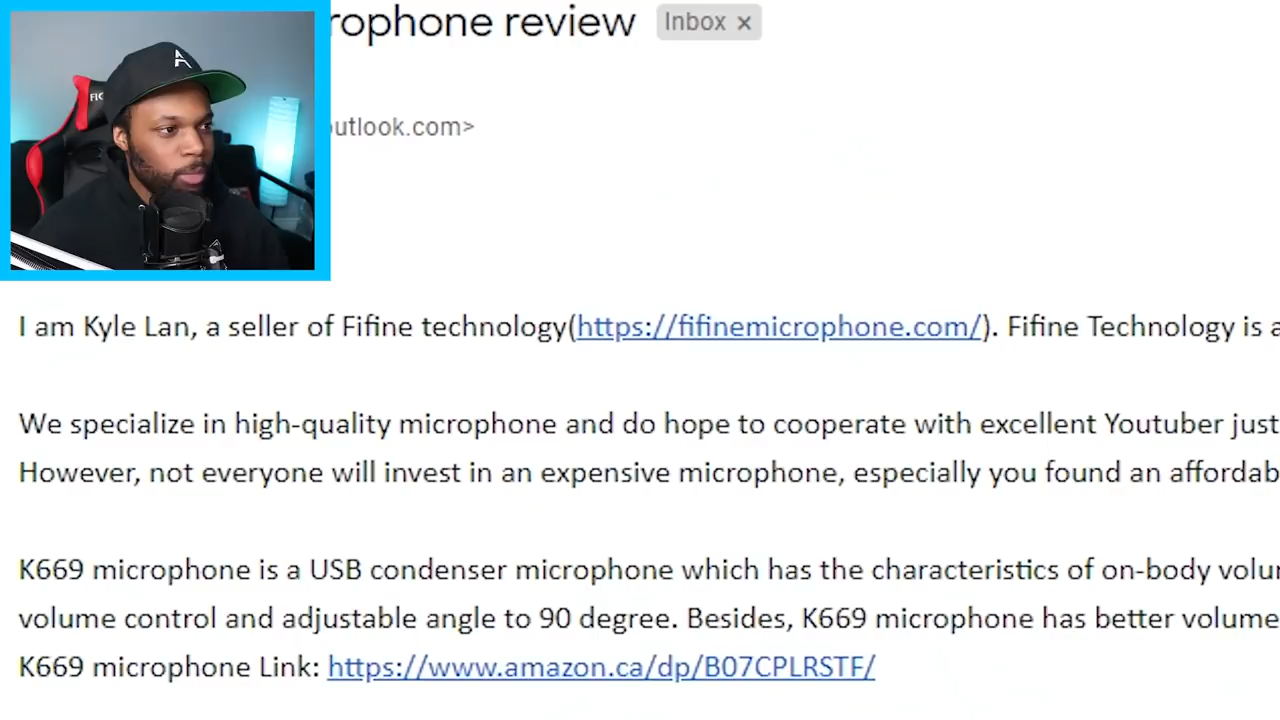 rophone review
Inbox ×
outlook.com>
I am Kyle Lan, a seller of Fifine technology(https://fifinemicrophone.com/). Fifine Technology is a
We specialize in high-quality microphone and do hope to cooperate with excellent Youtuber just
However, not everyone will invest in an expensive microphone, especially you found an affordab
K669 microphone is a USB condenser microphone which has the characteristics of on-body volu
volume control and adjustable angle to 90 degree. Besides, K669 microphone has better volume
K669 microphone Link: https://www.amazon.ca/dp/B07CPLRSTF/